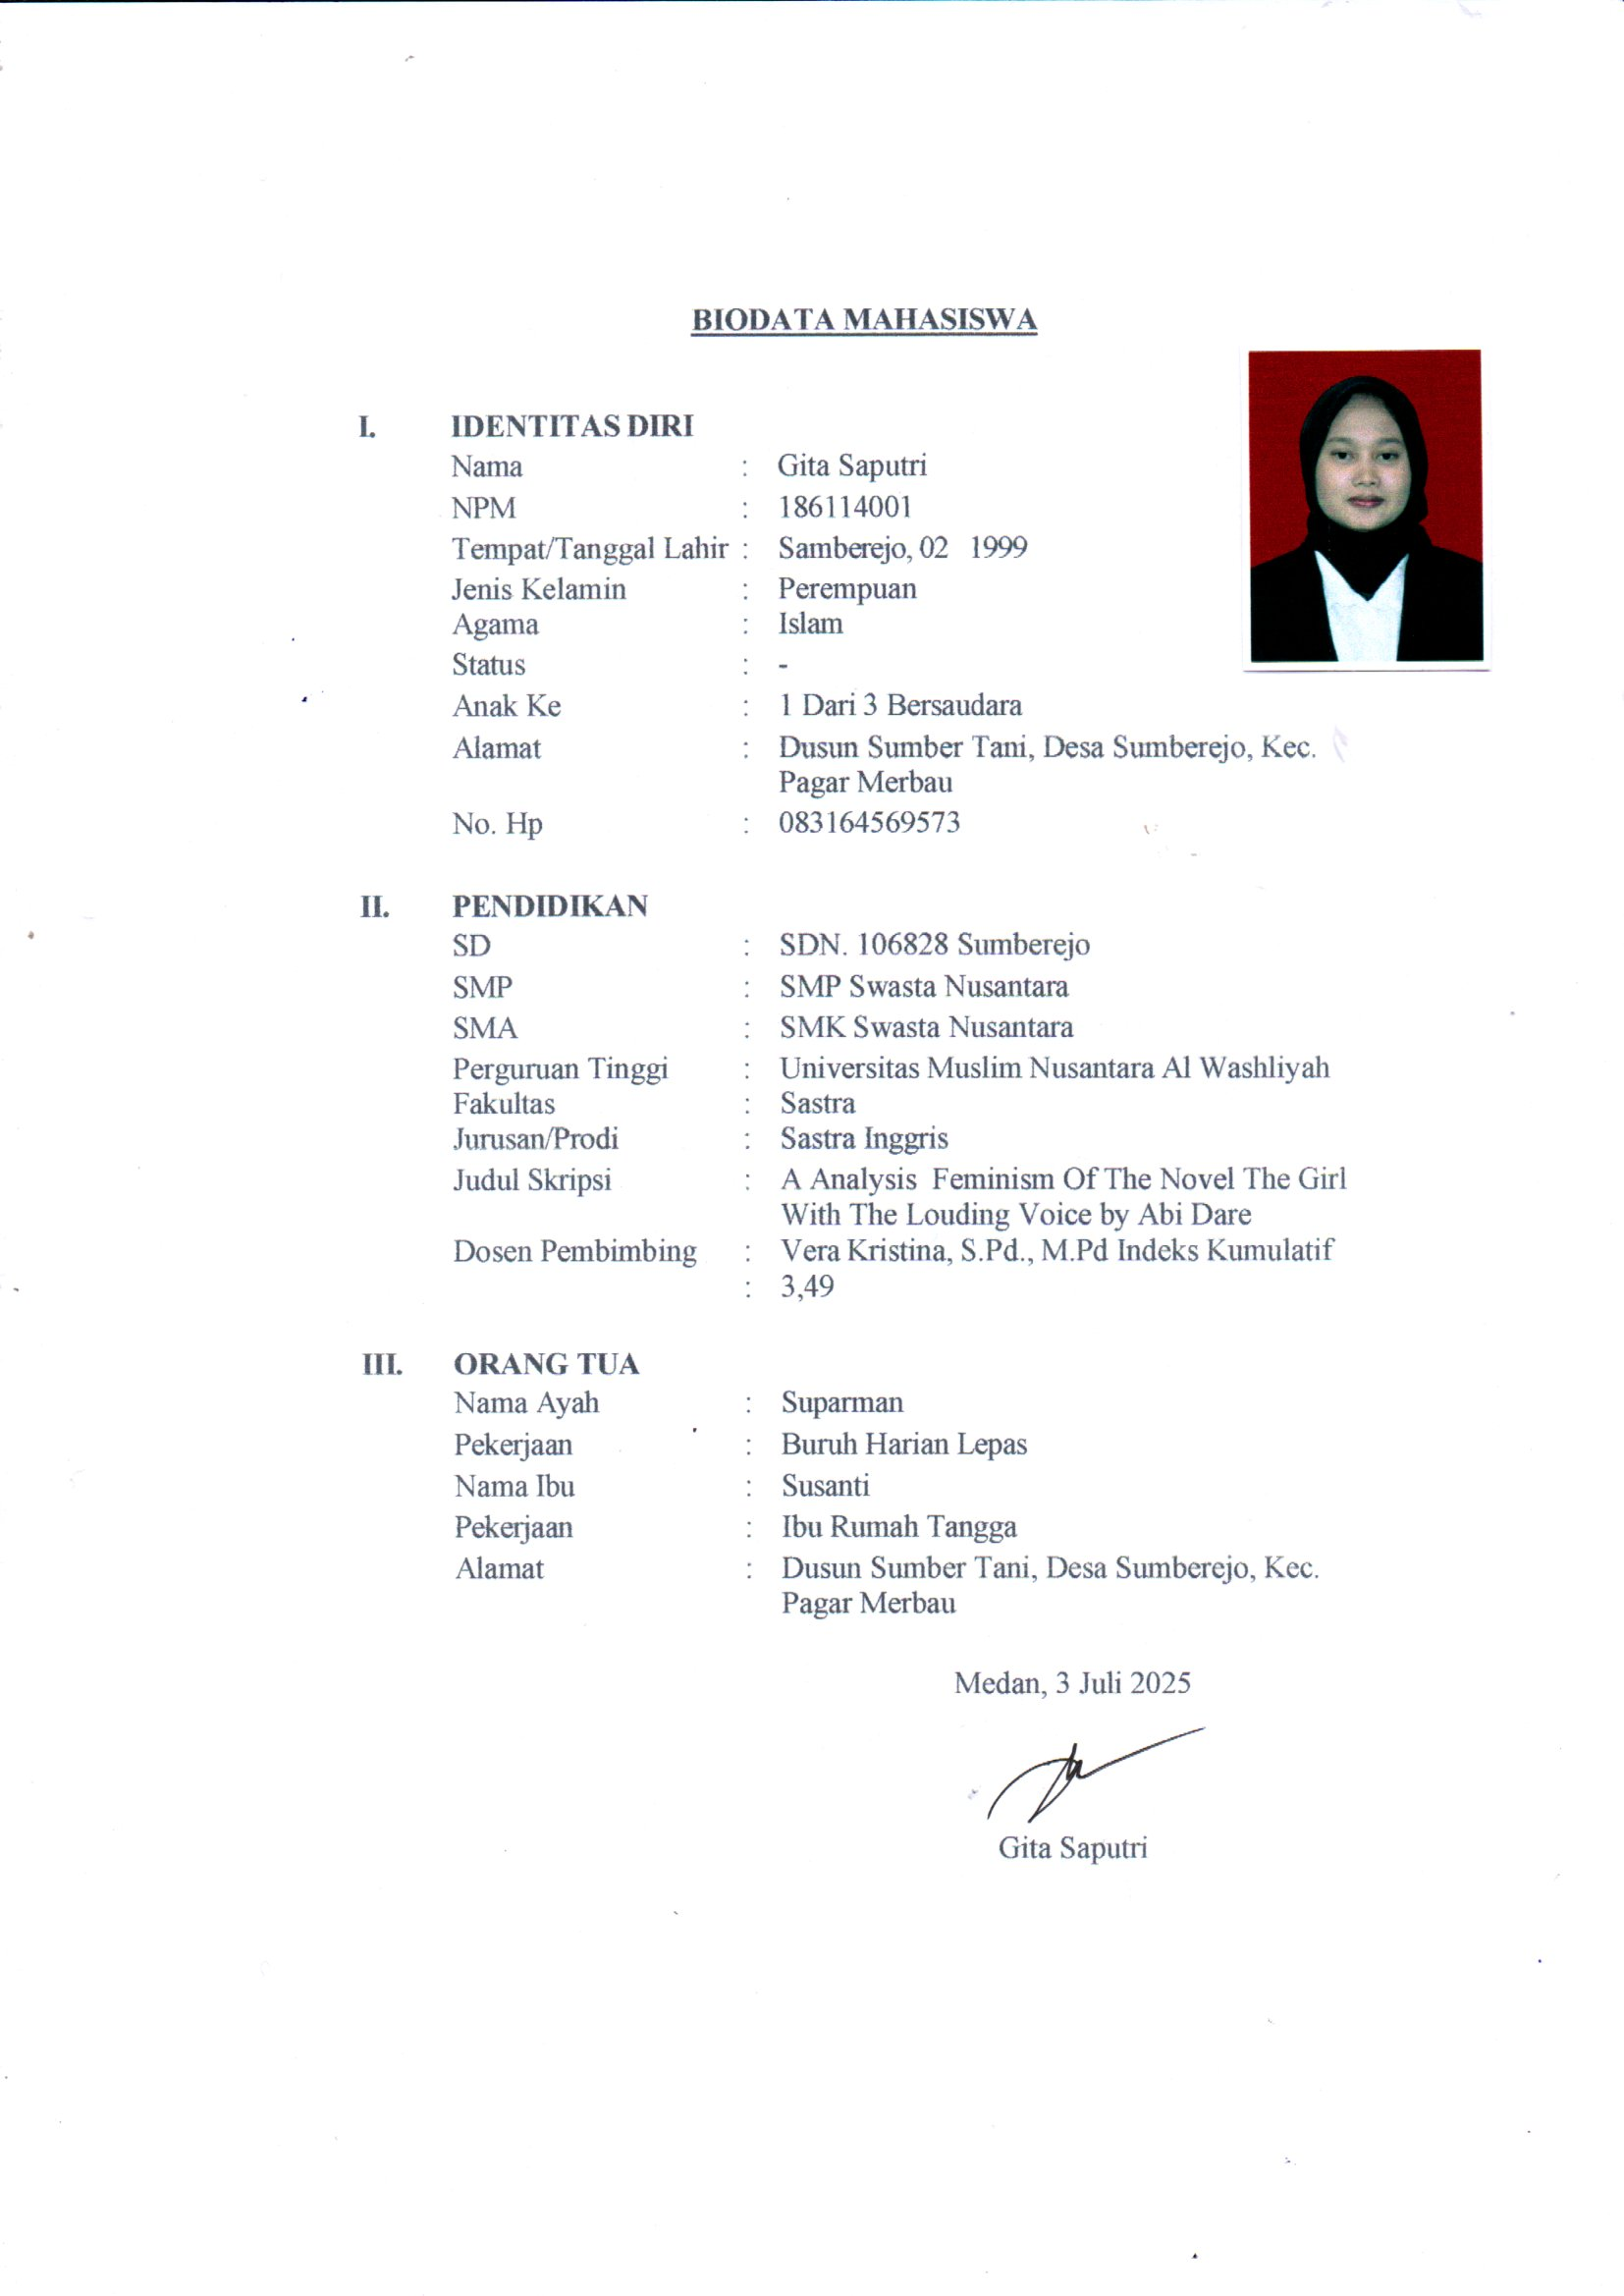 BIODATA MAHASISWA
I. IDENTITAS DIRI
Nama : Gita Saputri
NPM : 186114001
Tempat/Tanggal Lahir : Samberejo, 02 1999
Jenis Kelamin : Perempuan
Agama : Islam
Status : -
Anak Ke : 1 Dari 3 Bersaudara
Alamat : Dusun Sumber Tani, Desa Sumberejo, Kec.
Pagar Merbau
No. Hp : 083164569573
II. PENDIDIKAN
SD : SDN. 106828 Sumberejo
SMP : SMP Swasta Nusantara
SMA : SMK Swasta Nusantara
Perguruan Tinggi : Universitas Muslim Nusantara Al Washliyah
Fakultas : Sastra
Jurusan/Prodi : Sastra Inggris
Judul Skripsi : A Analysis Feminism Of The Novel The Girl
With The Louding Voice by Abi Dare
Dosen Pembimbing : Vera Kristina, S.Pd., M.Pd Indeks Kumulatif
: 3,49
III. ORANG TUA
Nama Ayah : Suparman
Pekerjaan : Buruh Harian Lepas
Nama Ibu : Susanti
Pekerjaan : Ibu Rumah Tangga
Alamat : Dusun Sumber Tani, Desa Sumberejo, Kec.
Pagar Merbau
Medan, 3 Juli 2025
Gita Saputri